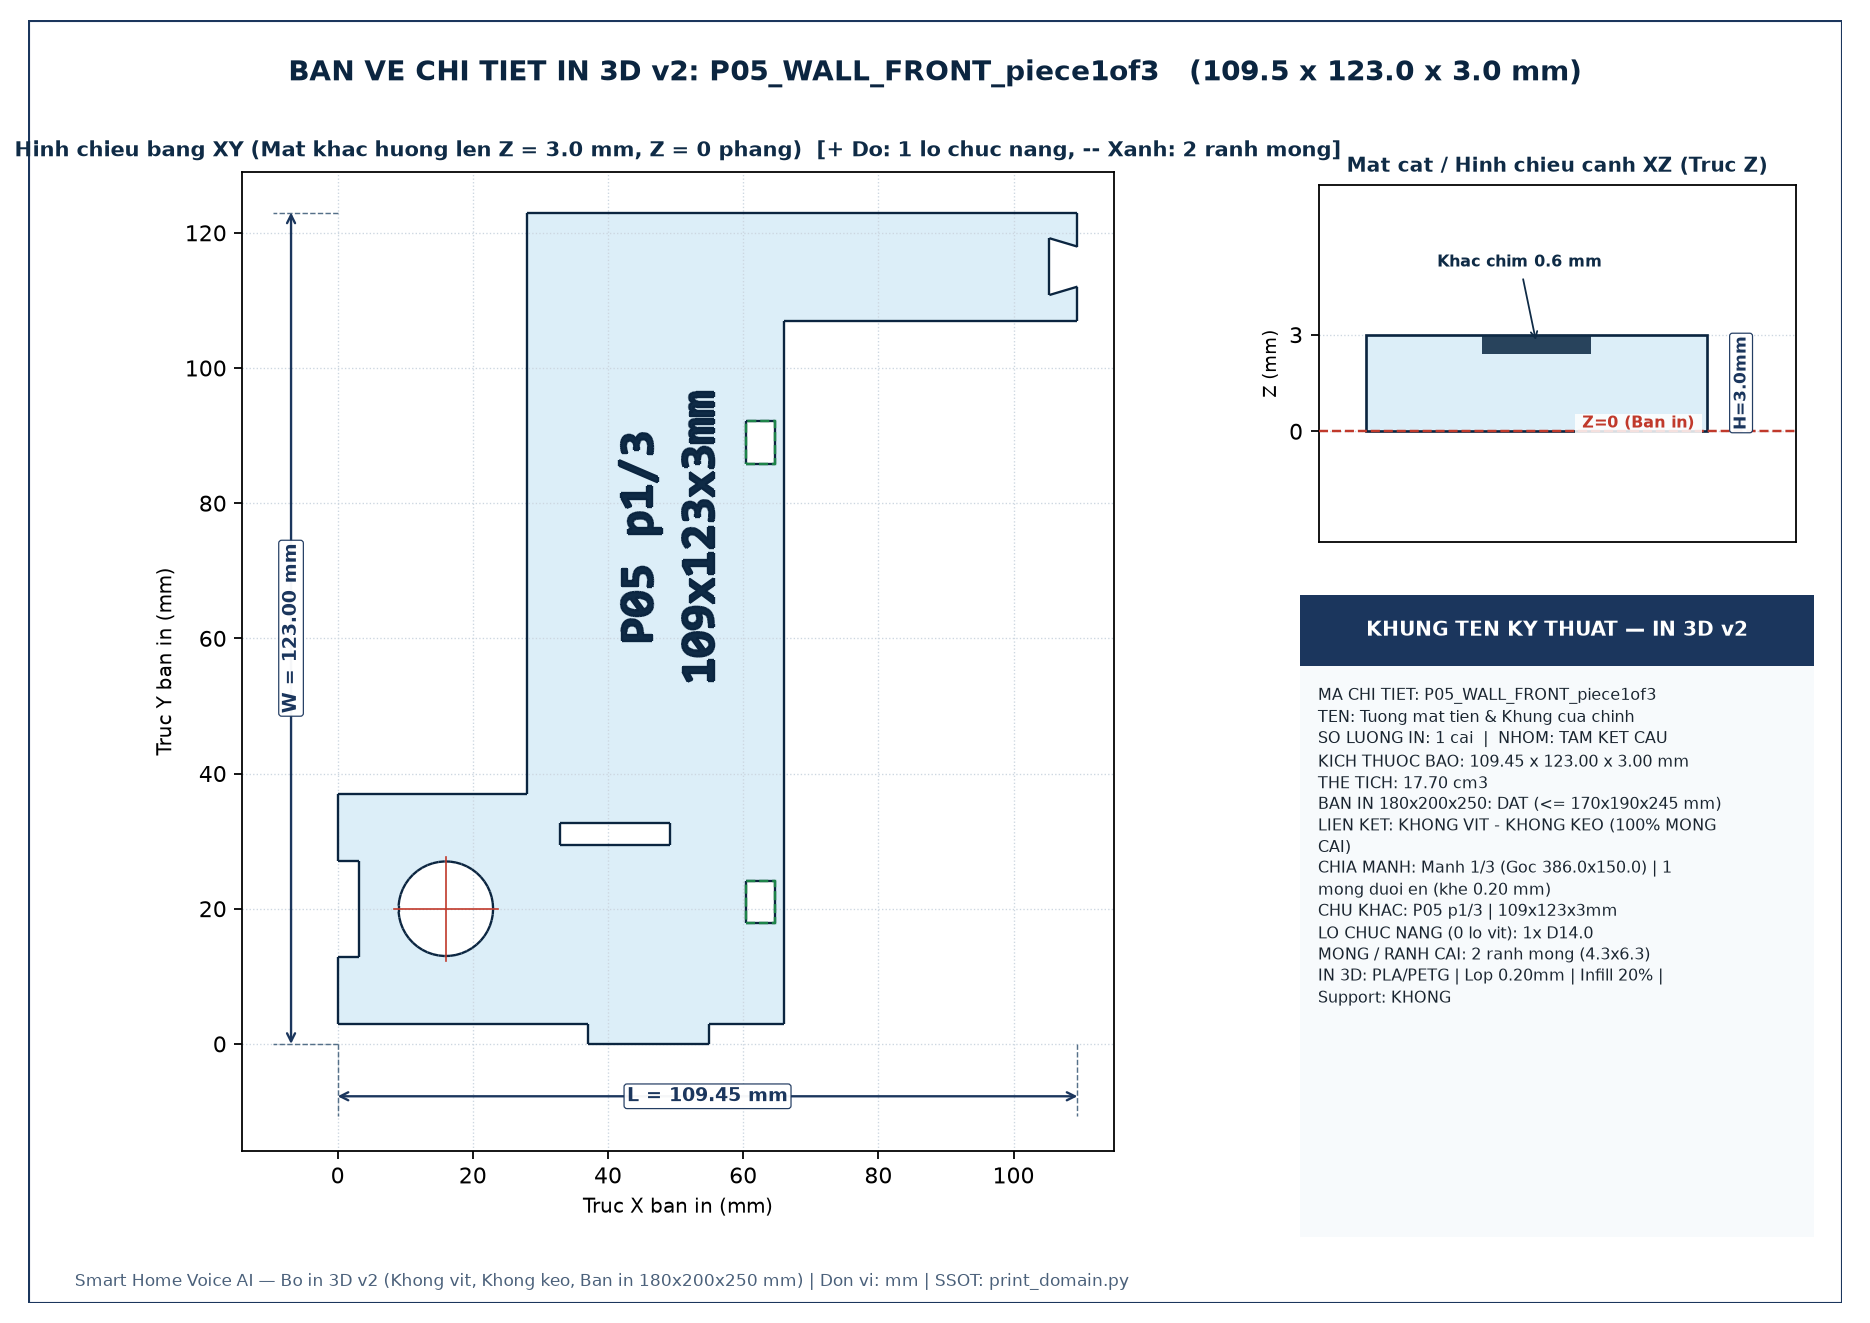 BAN VE CHI TIET IN 3D v2: P05_WALL_FRONT_piece1of3   (109.5 x 123.0 x 3.0 mm)
Hinh chieu bang XY (Mat khac huong len Z = 3.0 mm, Z = 0 phang)  [+ Do: 1 lo chuc nang, -- Xanh: 2 ranh mong]
120
100
80
60
40
20
0
Truc Y ban in (mm)
W = 123.00 mm
P05 p1/3
109x123x3mm
L = 109.45 mm
0
20
40
60
80
100
Truc X ban in (mm)
Mat cat / Hinh chieu canh XZ (Truc Z)
Khac chim 0.6 mm
3
0
Z (mm)
Z=0 (Ban in)
H=3.0mm
KHUNG TEN KY THUAT — IN 3D v2
MA CHI TIET: P05_WALL_FRONT_piece1of3
TEN: Tuong mat tien & Khung cua chinh
SO LUONG IN: 1 cai  |  NHOM: TAM KET CAU
KICH THUOC BAO: 109.45 x 123.00 x 3.00 mm
THE TICH: 17.70 cm3
BAN IN 180x200x250: DAT (<= 170x190x245 mm)
LIEN KET: KHONG VIT - KHONG KEO (100% MONG
CAI)
CHIA MANH: Manh 1/3 (Goc 386.0x150.0) | 1
mong duoi en (khe 0.20 mm)
CHU KHAC: P05 p1/3 | 109x123x3mm
LO CHUC NANG (0 lo vit): 1x D14.0
MONG / RANH CAI: 2 ranh mong (4.3x6.3)
IN 3D: PLA/PETG | Lop 0.20mm | Infill 20% |
Support: KHONG
Smart Home Voice AI — Bo in 3D v2 (Khong vit, Khong keo, Ban in 180x200x250 mm) | Don vi: mm | SSOT: print_domain.py